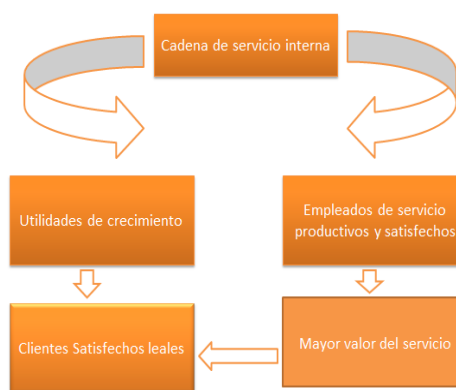 Cadena de servicio interna
Utilidades de crecimiento
Empleados de servicio
productivos y satisfechos
Clientes Satisfechos leales
Mayor valor del servicio